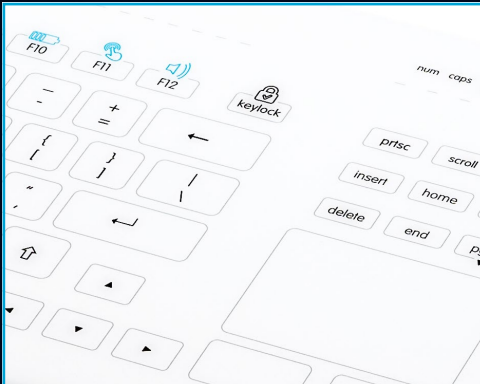 F10
F11
F12
keylock
num caps
prtsc
scroll
insert
home
delete
end
— -
+ =
{ [
} ]
| \
" ,